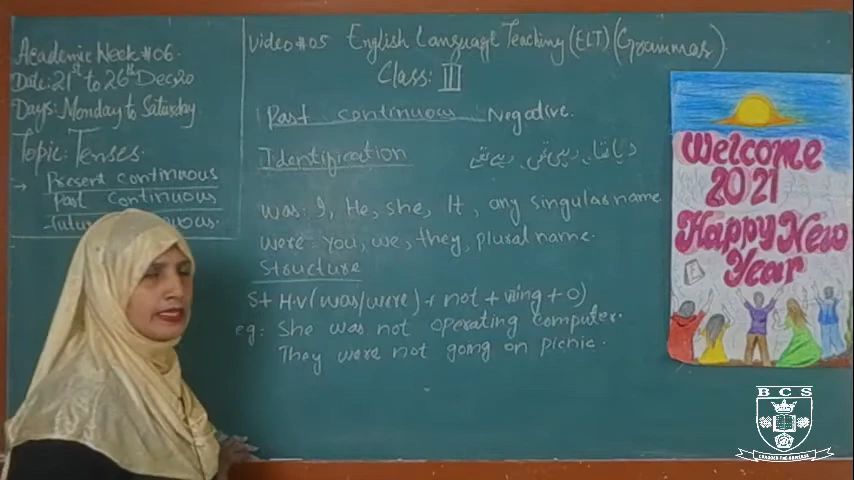 Academic Week # 06.
Date: 21st to 26th Dec,20
Days: Monday to Saturday
Topic: Tenses.
→ Present continuous
Past continuous
Video # 05 English Language Teaching (ELT) (Grammar)
Class: III
Past continuous Negative.
Identification
was: I, He, she, It, any singular name
were: You, we, they, plural name.
Structure
S + H.V (was/were) + not + ving + O)
eg: She was not operating computer.
They were not going on picnic.
Welcome
2021
Happy New
Year
BCS